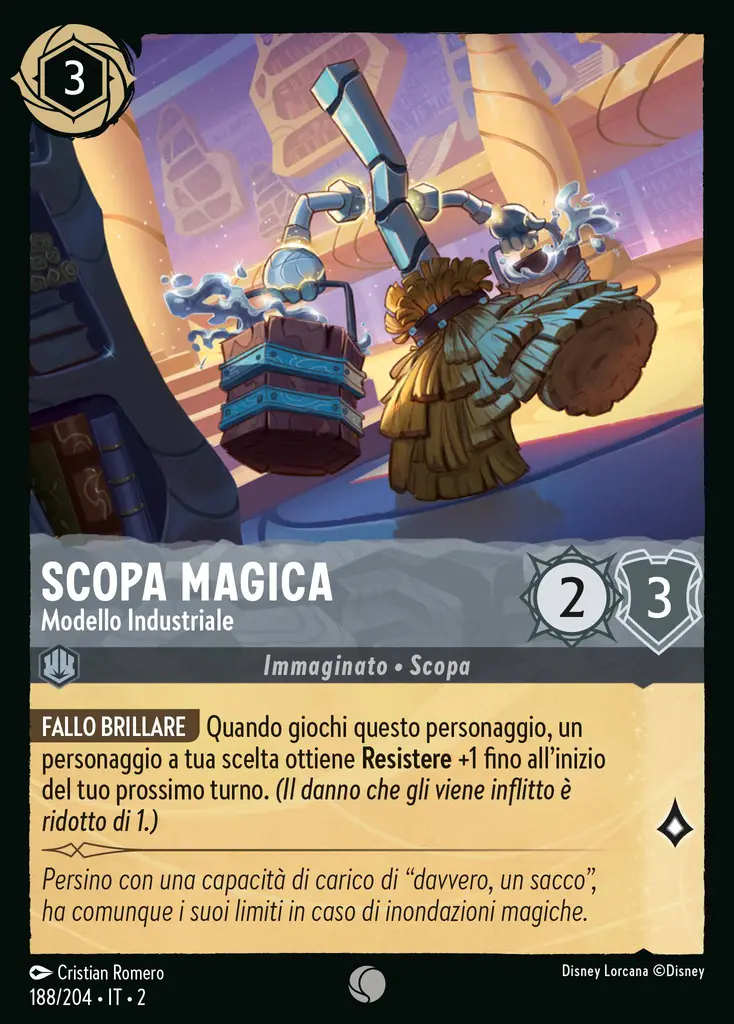 3
SCOPA MAGICA
Modello Industriale
2
3
Immaginato • Scopa
FALLO BRILLARE Quando giochi questo personaggio, un
personaggio a tua scelta ottiene Resistere +1 fino all'inizio
del tuo prossimo turno. (Il danno che gli viene inflitto è
ridotto di 1.)
Persino con una capacità di carico di “davvero, un sacco”,
ha comunque i suoi limiti in caso di inondazioni magiche.
Cristian Romero
Disney Lorcana ©Disney
188/204 • IT • 2